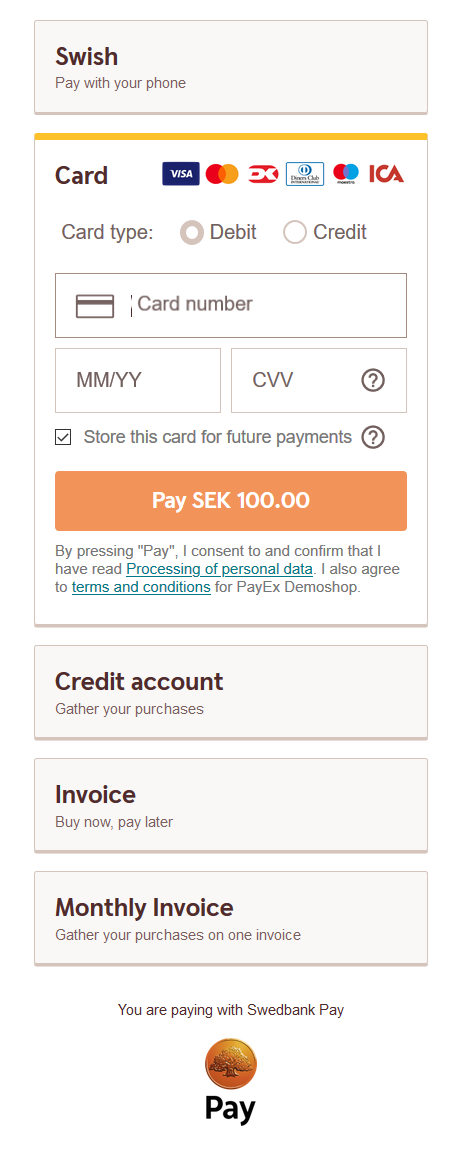 Swish
Pay with your phone
Card
VISA
Diners Club
INTERNATIONAL
maestro
ICA
Card type: Debit Credit
Card number
MM/YY CVV ?
Store this card for future payments ?
Pay SEK 100.00
By pressing "Pay", I consent to and confirm that I
have read Processing of personal data. I also agree
to terms and conditions for PayEx Demoshop.
Credit account
Gather your purchases
Invoice
Buy now, pay later
Monthly Invoice
Gather your purchases on one invoice
You are paying with Swedbank Pay
Pay